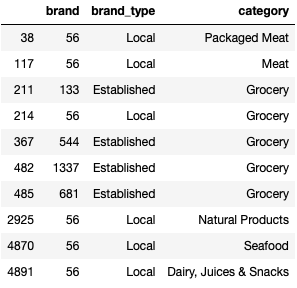 brand brand_type category
38 56 Local Packaged Meat
117 56 Local Meat
211 133 Established Grocery
214 56 Local Grocery
367 544 Established Grocery
482 1337 Established Grocery
485 681 Established Grocery
2925 56 Local Natural Products
4870 56 Local Seafood
4891 56 Local Dairy, Juices & Snacks